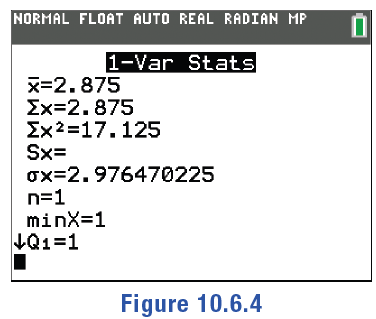 NORMAL FLOAT AUTO REAL RADIAN MP
1-Var Stats
x̄=2.875
Σx=2.875
Σx²=17.125
Sx=
σx=2.976470225
n=1
minX=1
↓Q₁=1
Figure 10.6.4